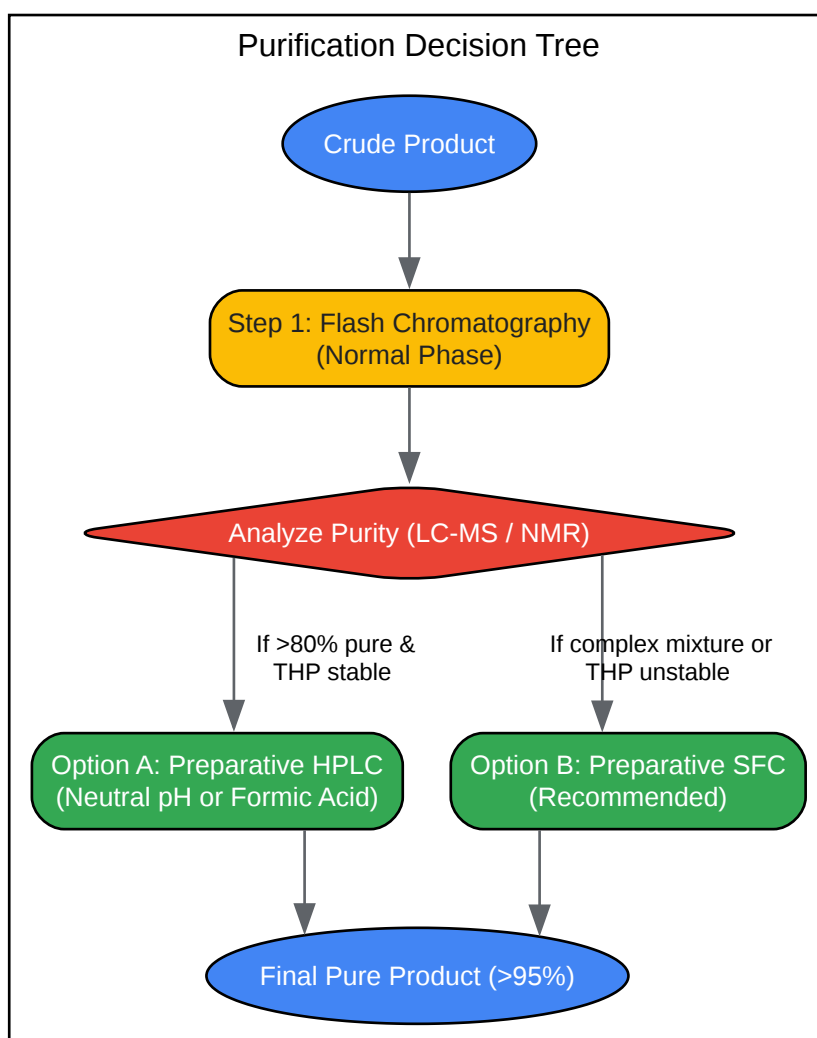 Purification Decision Tree
Crude Product
Step 1: Flash Chromatography
(Normal Phase)
Analyze Purity (LC-MS / NMR)
If >80% pure &
THP stable
If complex mixture or
THP unstable
Option A: Preparative HPLC
(Neutral pH or Formic Acid)
Option B: Preparative SFC
(Recommended)
Final Pure Product (>95%)